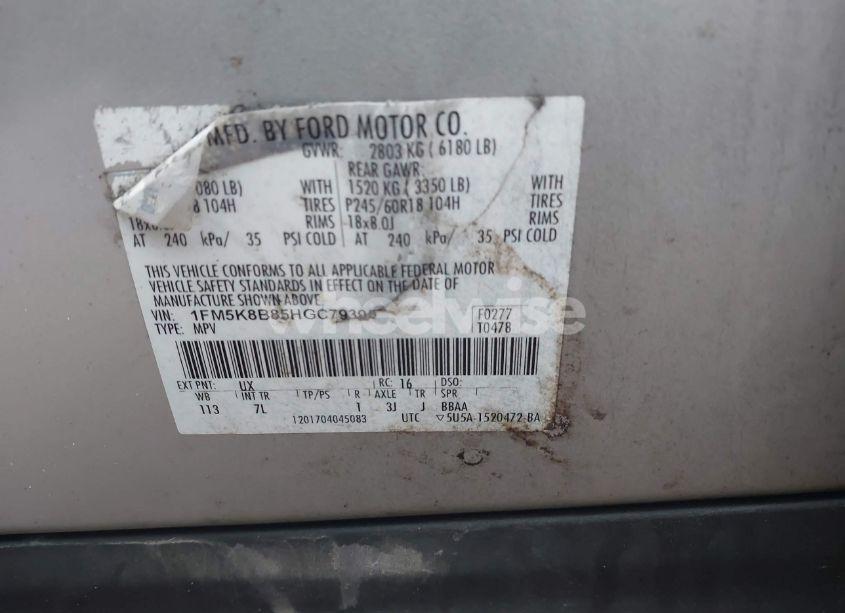 MFD. BY FORD MOTOR CO.
GVWR: 2803 KG ( 6180 LB)
REAR GAWR:
080 LB) WITH 1520 KG ( 3350 LB) WITH
104H TIRES P245/60R18 104H TIRES
RIMS 18x8.0J RIMS
AT 240 kPa/ 35 PSI COLD AT 240 kPa/ 35 PSI COLD
THIS VEHICLE CONFORMS TO ALL APPLICABLE FEDERAL MOTOR
VEHICLE SAFETY STANDARDS IN EFFECT ON THE DATE OF
MANUFACTURE SHOWN ABOVE.
VIN: F0277
TYPE: MPV T0478
EXT PNT: UX RC: 16 DSO:
WB INT TR TP/PS R AXLE TR SPR
113 7L 1 3J J BBAA
1201704045083 UTC ▽5U5A-1520472-BA
wheelwise